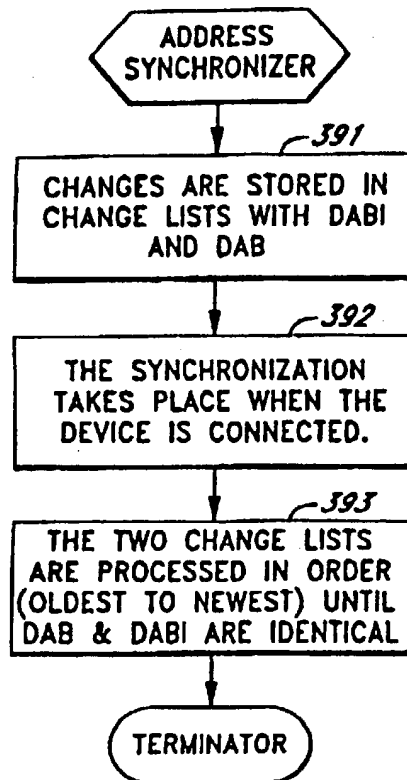 ADDRESS
SYNCHRONIZER
391
CHANGES ARE STORED IN
CHANGE LISTS WITH DABI
AND DAB
392
THE SYNCHRONIZATION
TAKES PLACE WHEN THE
DEVICE IS CONNECTED.
393
THE TWO CHANGE LISTS
ARE PROCESSED IN ORDER
(OLDEST TO NEWEST) UNTIL
DAB & DABI ARE IDENTICAL
TERMINATOR